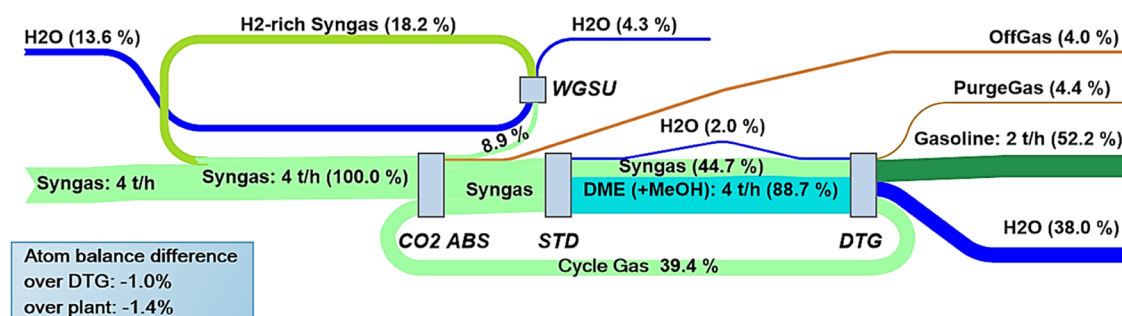 H2-rich Syngas (18.2 %)
H2O (4.3 %)
H2O (13.6 %)
OffGas (4.0 %)
WGSU
PurgeGas (4.4 %)
8.9 %
H2O (2.0 %)
Gasoline: 2 t/h (52.2 %)
Syngas: 4 t/h
Syngas: 4 t/h (100.0 %)
Syngas
Syngas (44.7 %)
DME (+MeOH): 4 t/h (88.7 %)
H2O (38.0 %)
CO2 ABS
STD
DTG
Cycle Gas 39.4 %
Atom balance difference
over DTG: -1.0%
over plant: -1.4%